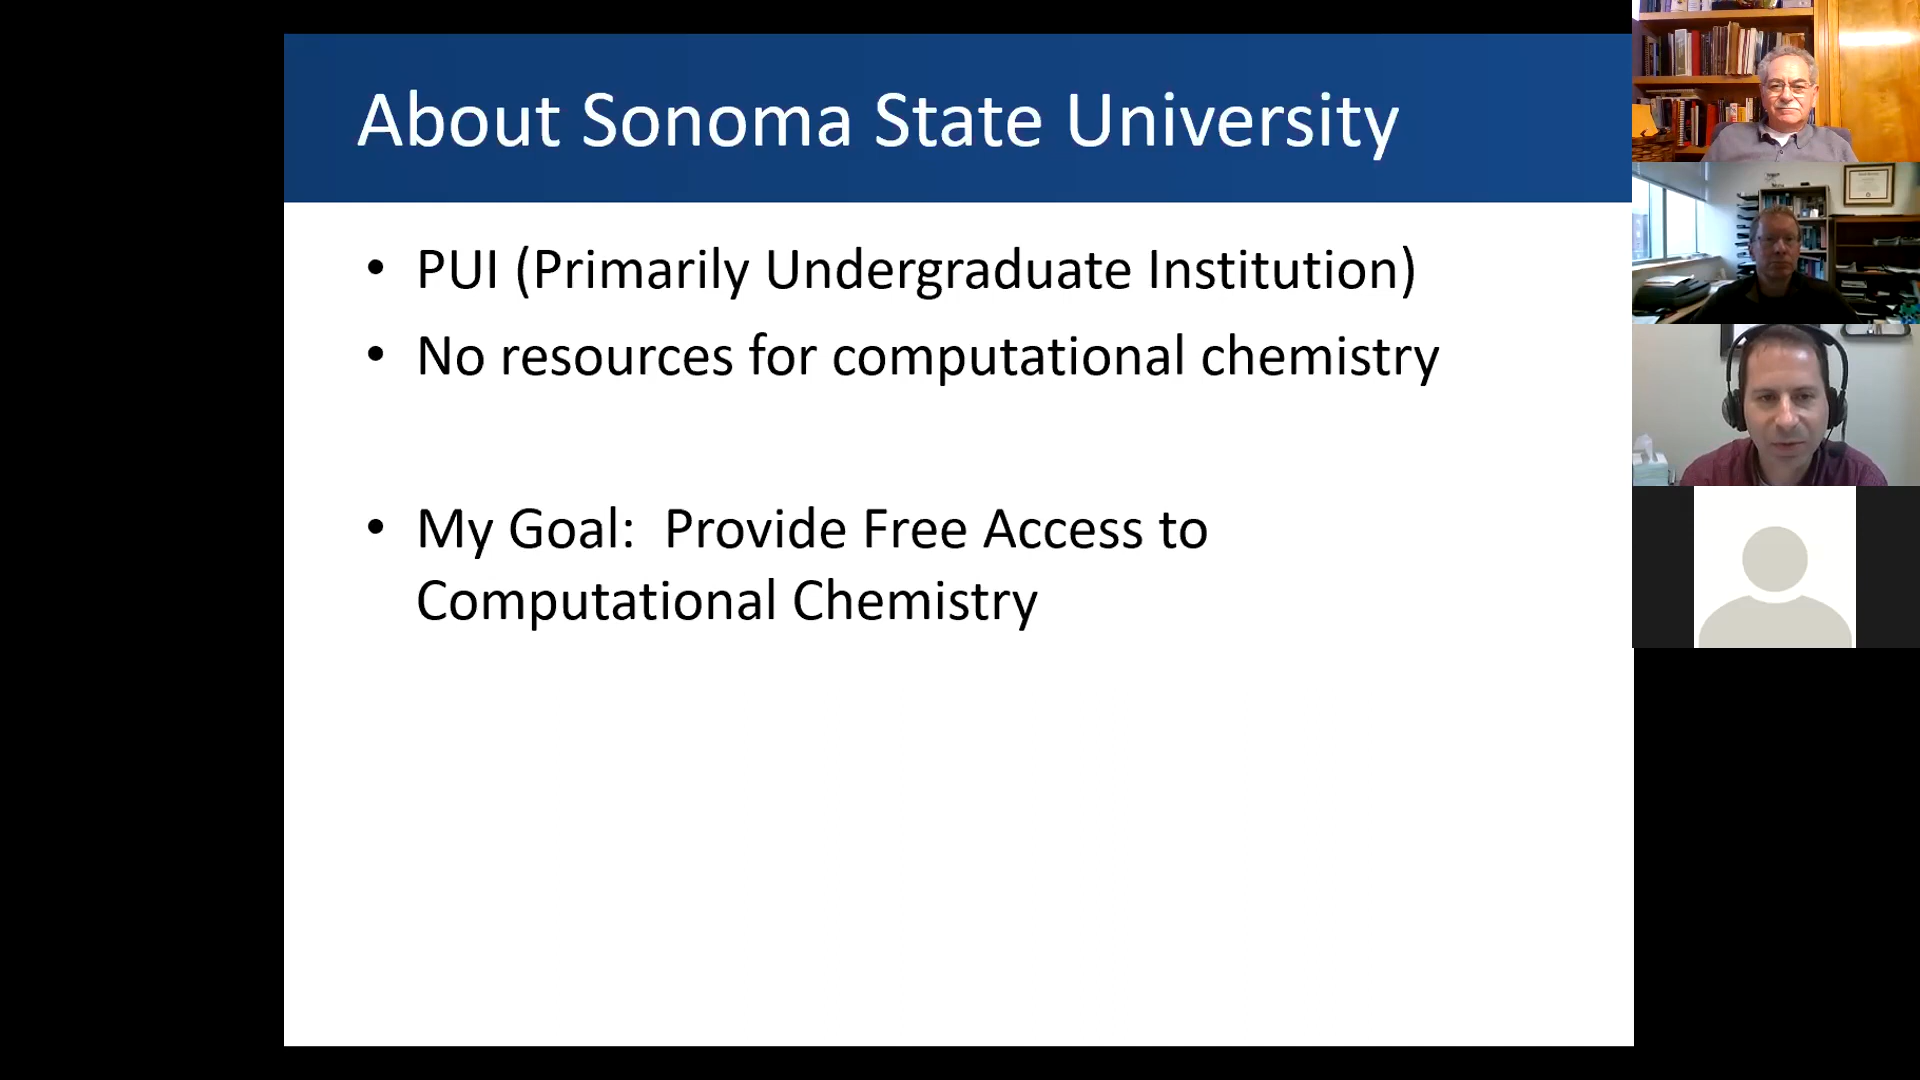 About Sonoma State University
• PUI (Primarily Undergraduate Institution)
• No resources for computational chemistry
• My Goal:  Provide Free Access to
Computational Chemistry